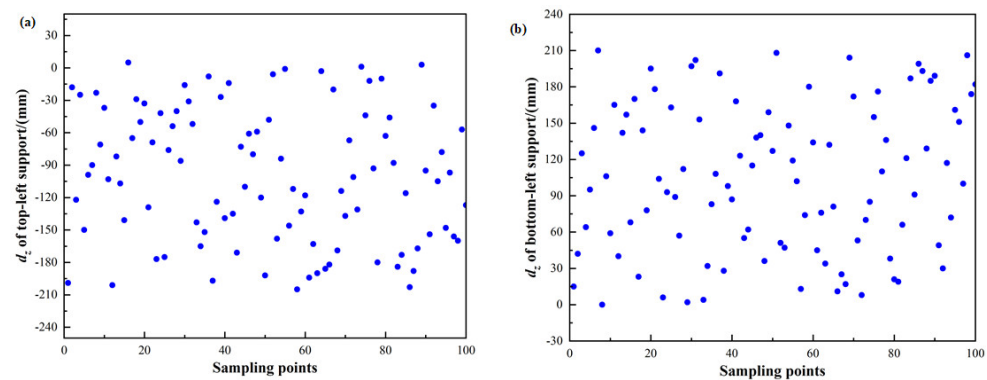 (a)
30
0
-30
-60
-90
-120
-150
-180
-210
-240
d_z of top-left support/(mm)
0 20 40 60 80 100
Sampling points
(b)
240
210
180
150
120
90
60
30
0
-30
d_z of bottom-left support/(mm)
0 20 40 60 80 100
Sampling points